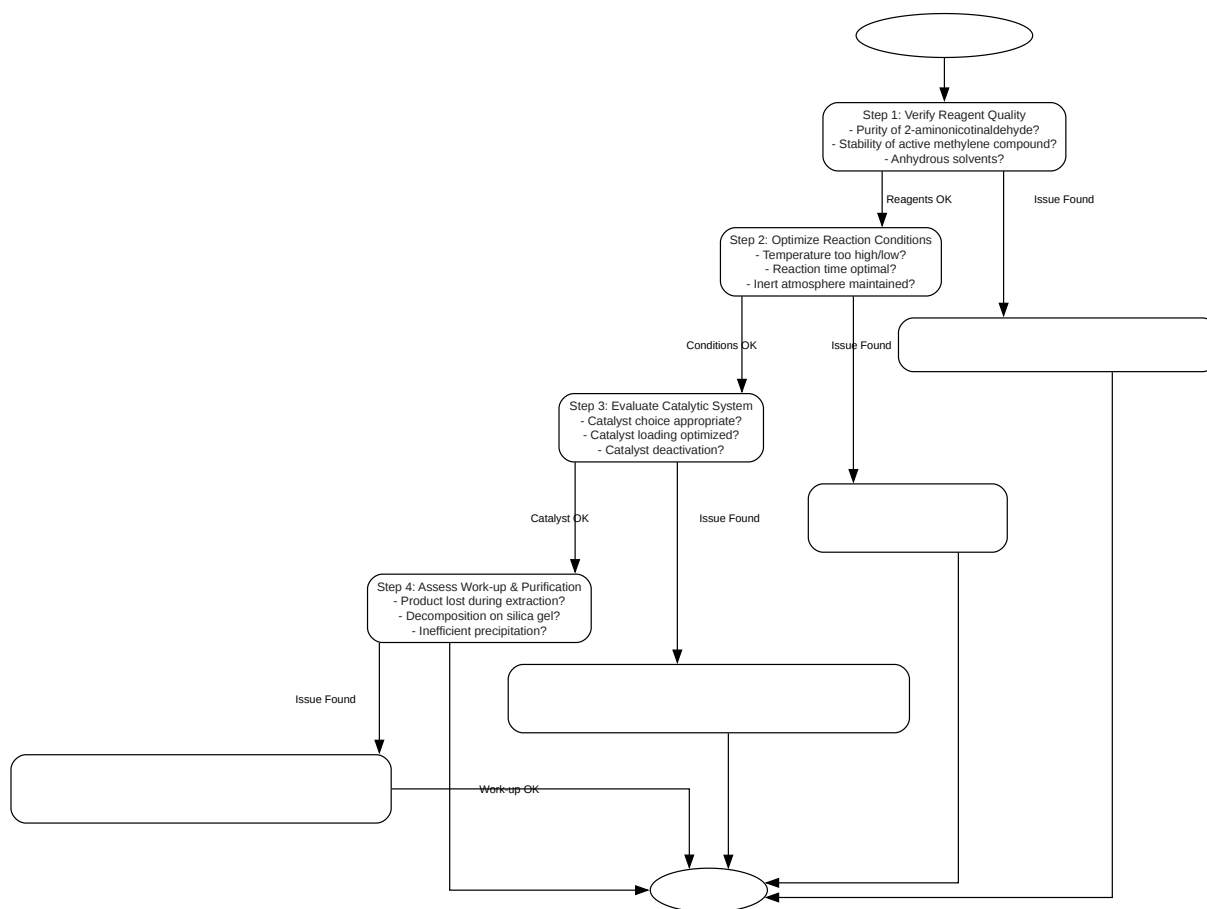 Step 1: Verify Reagent Quality
- Purity of 2-aminonicotinaldehyde?
- Stability of active methylene compound?
- Anhydrous solvents?
Reagents OK
Issue Found
Step 2: Optimize Reaction Conditions
- Temperature too high/low?
- Reaction time optimal?
- Inert atmosphere maintained?
Conditions OK
Issue Found
Step 3: Evaluate Catalytic System
- Catalyst choice appropriate?
- Catalyst loading optimized?
- Catalyst deactivation?
Catalyst OK
Issue Found
Step 4: Assess Work-up & Purification
- Product lost during extraction?
- Decomposition on silica gel?
- Inefficient precipitation?
Issue Found
Work-up OK